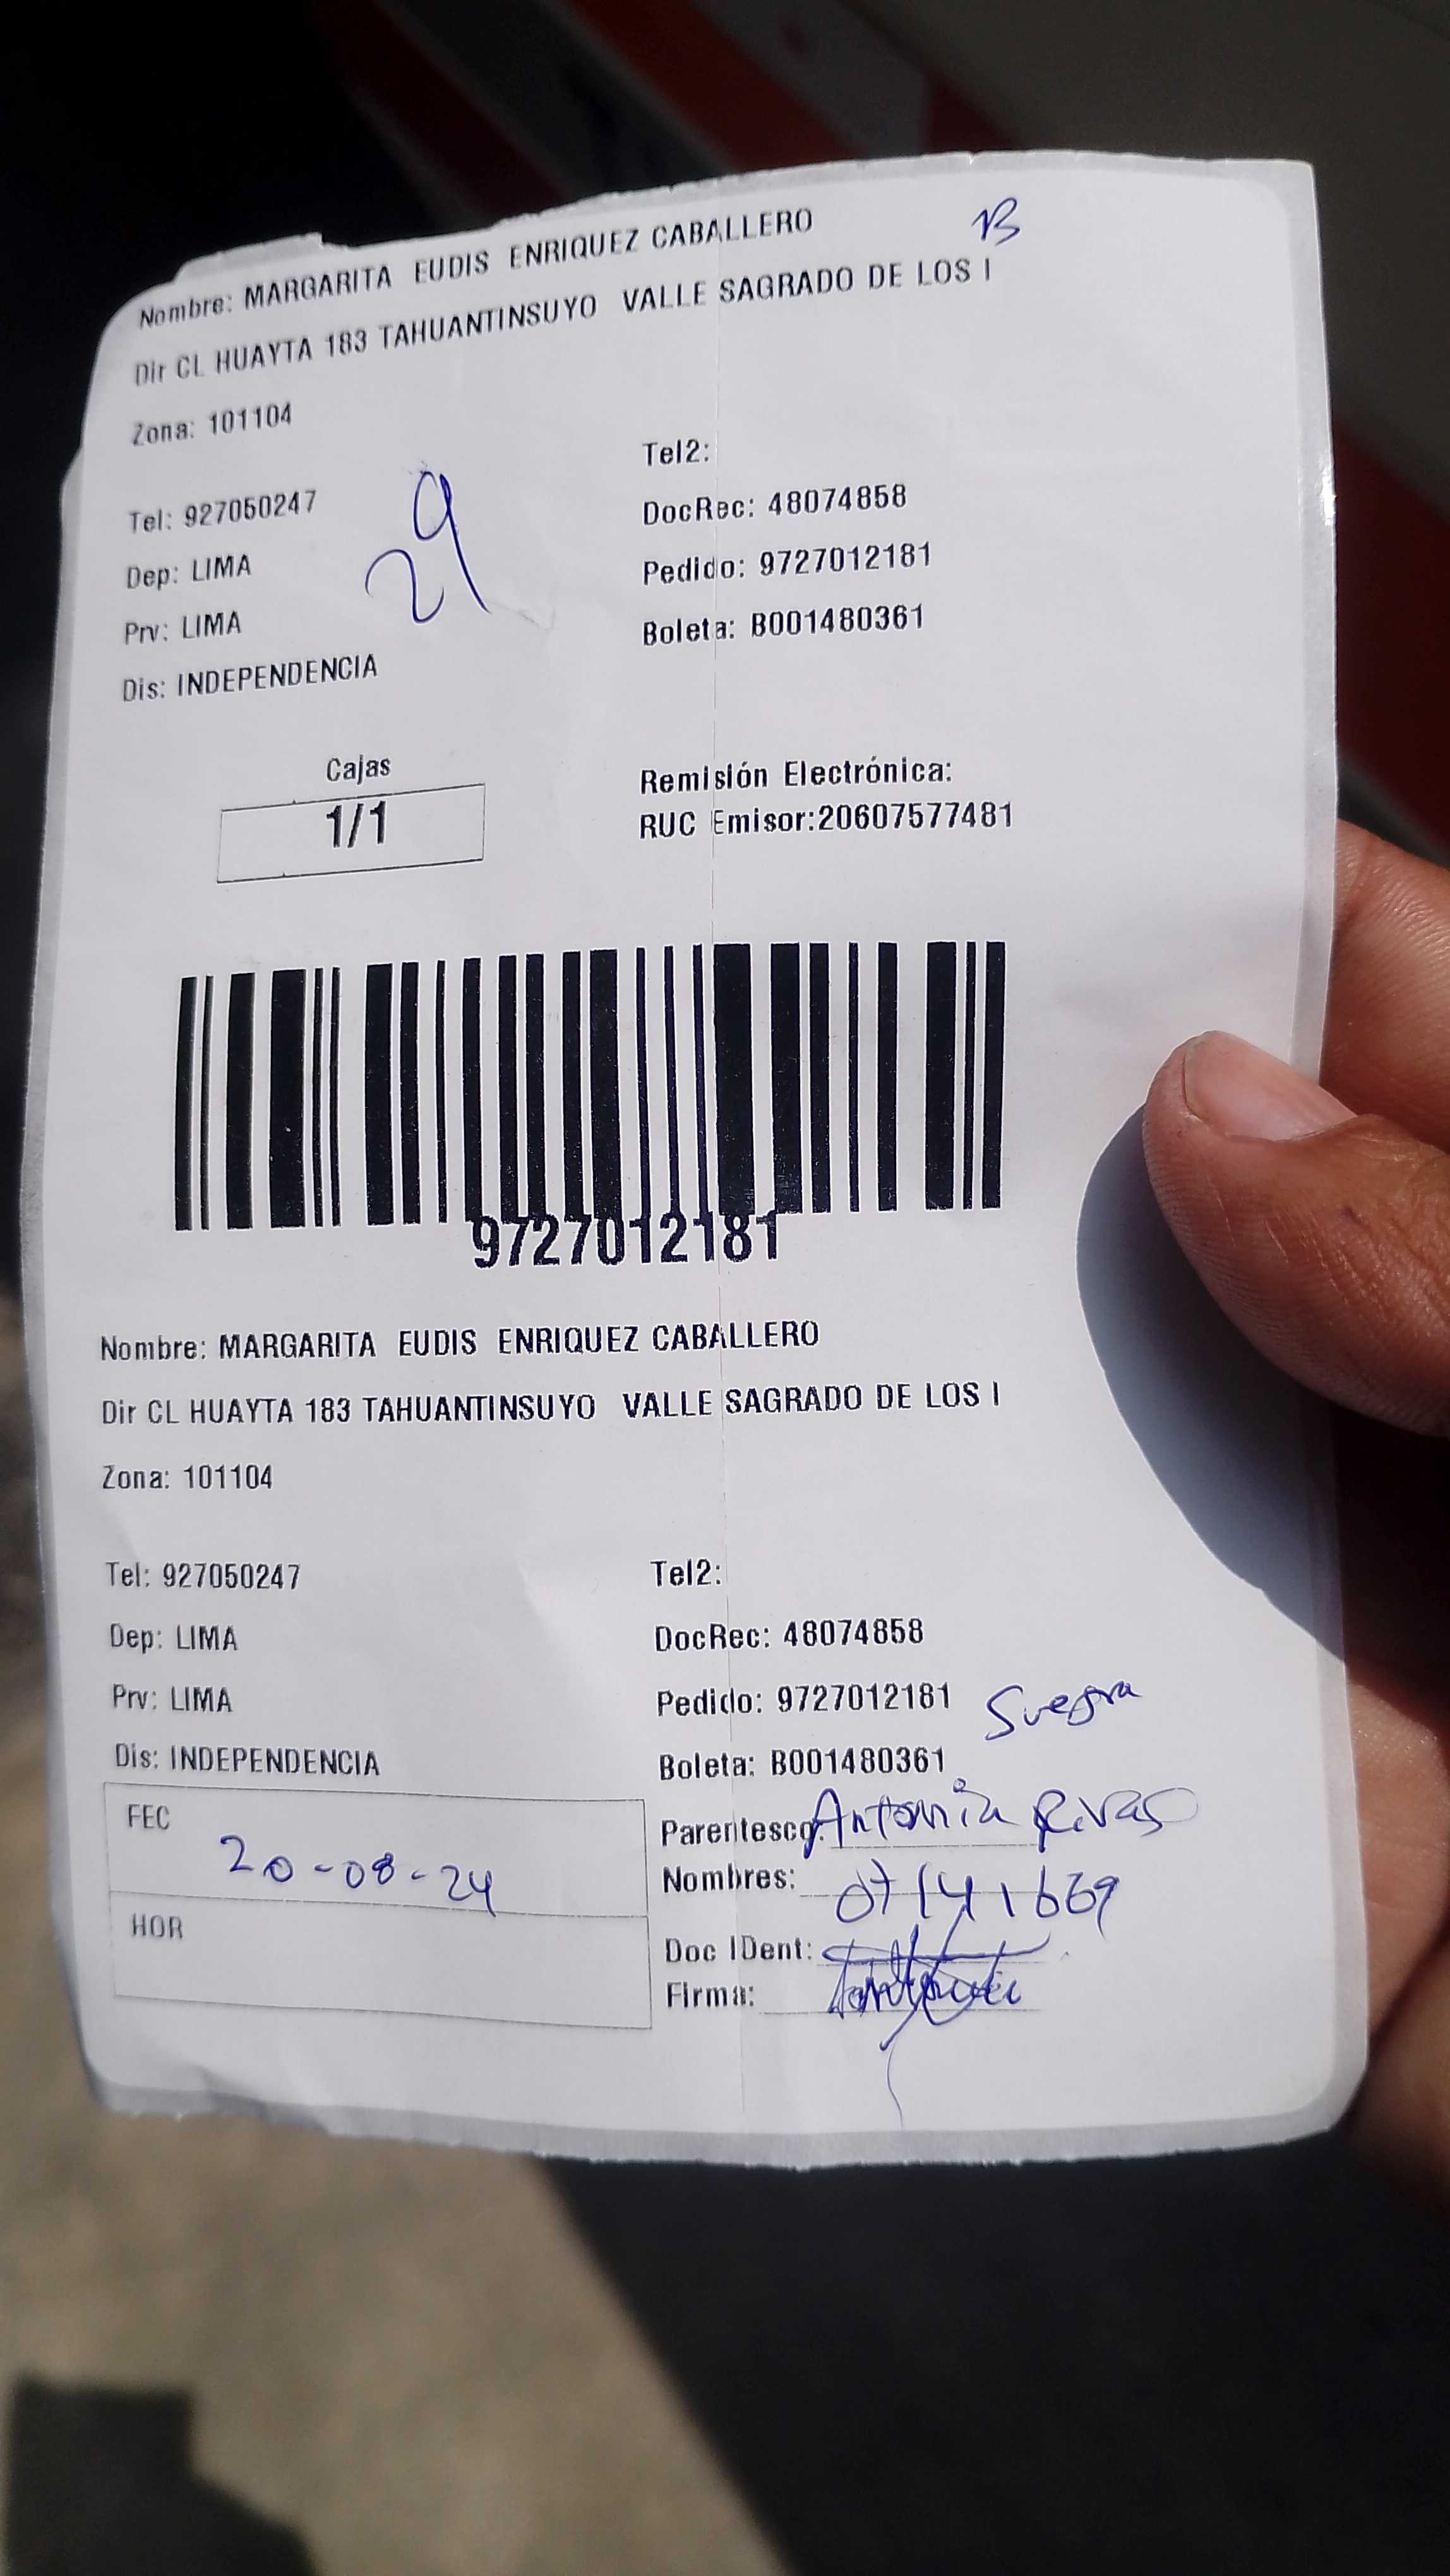 Nombre: MARGARITA EUDIS ENRIQUEZ CABALLERO
B
Dir CL HUAYTA 183 TAHUANTINSUYO VALLE SAGRADO DE LOS I
Zona: 101104
Tel2:
Tel: 927050247
DocRec: 48074858
Dep: LIMA
Pedido: 9727012181
Prv: LIMA
Boleta: B001480361
Dis: INDEPENDENCIA
29
Cajas
1/1
Remisión Electrónica:
RUC Emisor:20607577481
9727012181
Nombre: MARGARITA EUDIS ENRIQUEZ CABALLERO
Dir CL HUAYTA 183 TAHUANTINSUYO VALLE SAGRADO DE LOS I
Zona: 101104
Tel: 927050247
Tel2:
Dep: LIMA
DocRec: 48074858
Prv: LIMA
Pedido: 9727012181 Suegra
Dis: INDEPENDENCIA
Boleta: B001480361
FEC 20-08-24
Parentesco: Antonia Rivas
Nombres: 07141669
HOR
Doc IDent:
Firma: